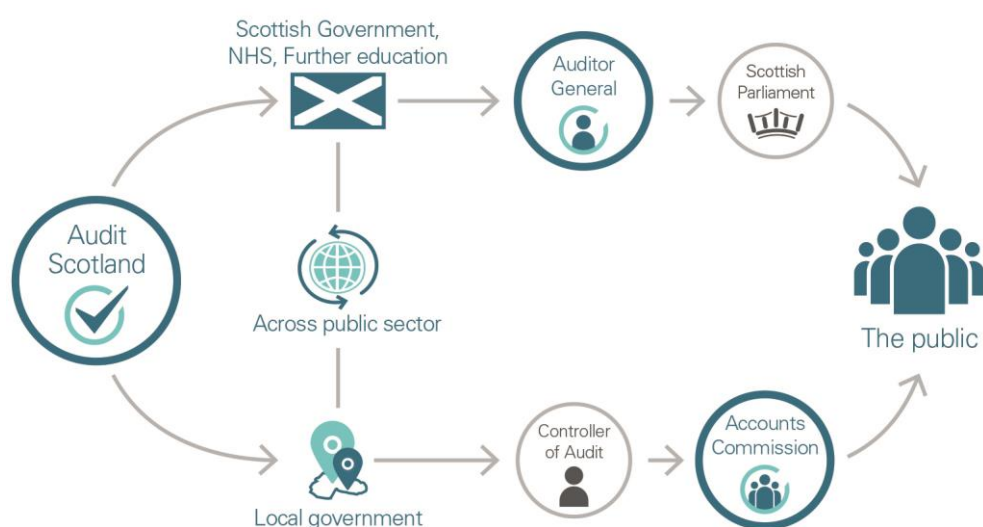 Scottish Government,
NHS, Further education
Auditor
General
Scottish
Parliament
Audit
Scotland
Across public sector
The public
Controller
of Audit
Accounts
Commission
Local government